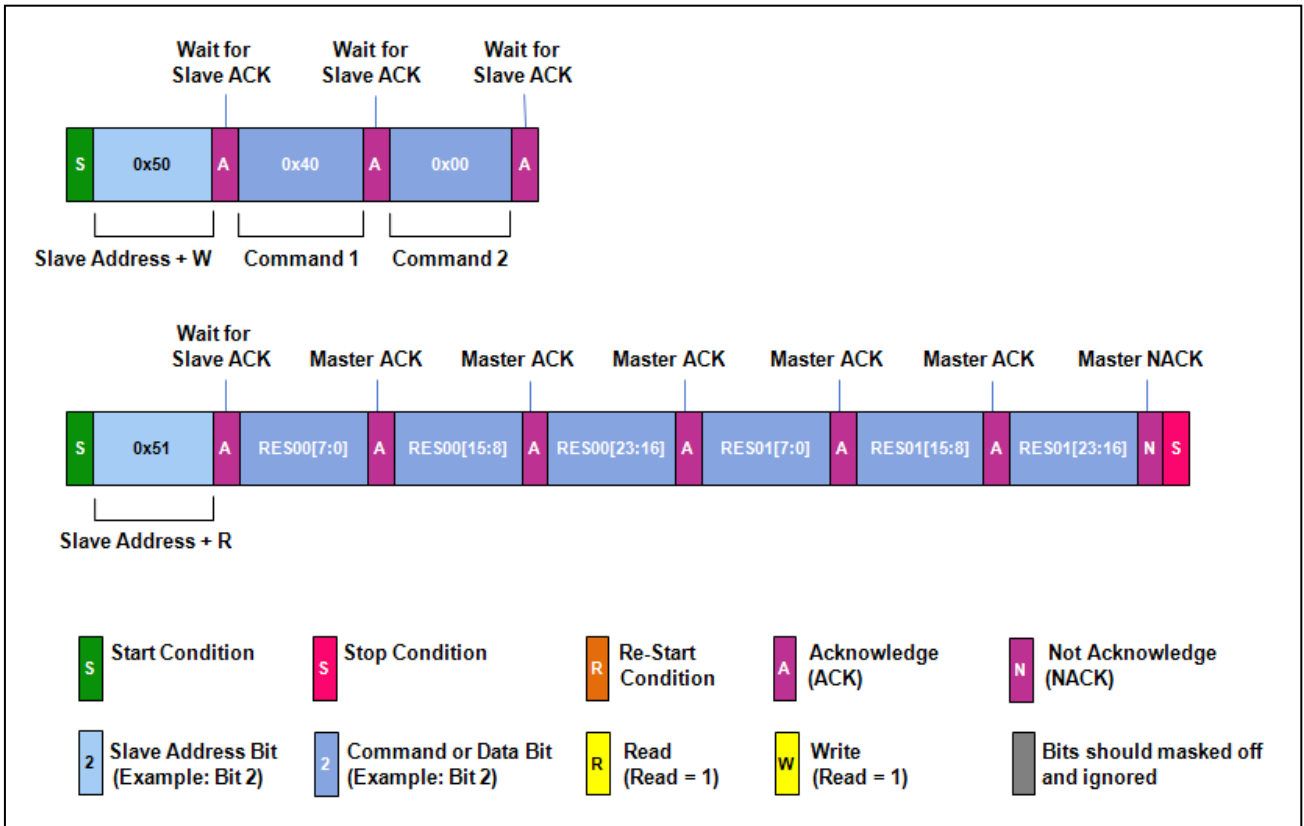 Wait for Slave ACK
Wait for Slave ACK
Wait for Slave ACK
S 0x50 A 0x40 A 0x00 A
Slave Address + W Command 1 Command 2
Wait for Slave ACK
Master ACK Master ACK Master ACK Master ACK Master ACK Master NACK
S 0x51 A RES00[7:0] A RES00[15:8] A RES00[23:16] A RES01[7:0] A RES01[15:8] A RES01[23:16] N S
Slave Address + R
S Start Condition
S Stop Condition
R Re-Start
Condition
A Acknowledge
(ACK)
N Not Acknowledge
(NACK)
2 Slave Address Bit
(Example: Bit 2)
2 Command or Data Bit
(Example: Bit 2)
R Read
(Read = 1)
W Write
(Read = 1)
Bits should masked off
and ignored